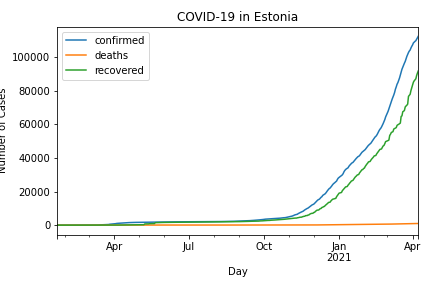 COVID-19 in Estonia
confirmed
deaths
recovered
Number of Cases
100000
80000
60000
40000
20000
0
Apr
Jul
Oct
Jan
2021
Apr
Day